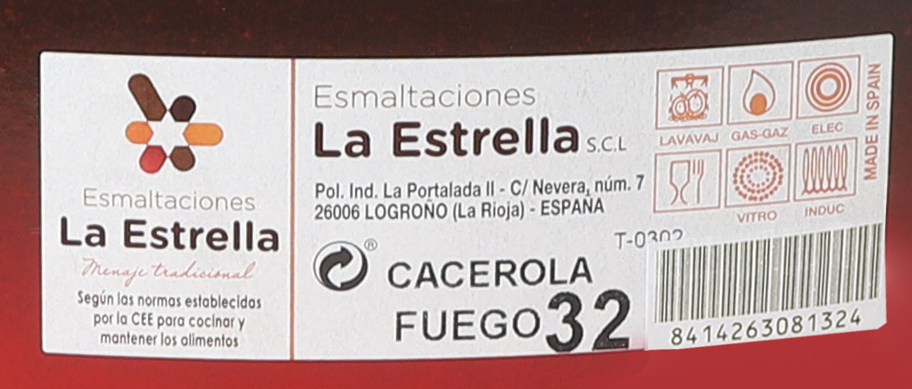 Esmaltaciones
La Estrella
Menaje tradicional
Según las normas establecidas
por la CEE para cocinar y
mantener los alimentos
Esmaltaciones
La Estrella S.C.L
Pol. Ind. La Portalada II - C/ Nevera, núm. 7
26006 LOGROÑO (La Rioja) - ESPAÑA
®
CACEROLA
FUEGO 32
LAVAVAJ GAS-GAZ ELEC
VITRO INDUC
MADE IN SPAIN
T-0302
8414263081324